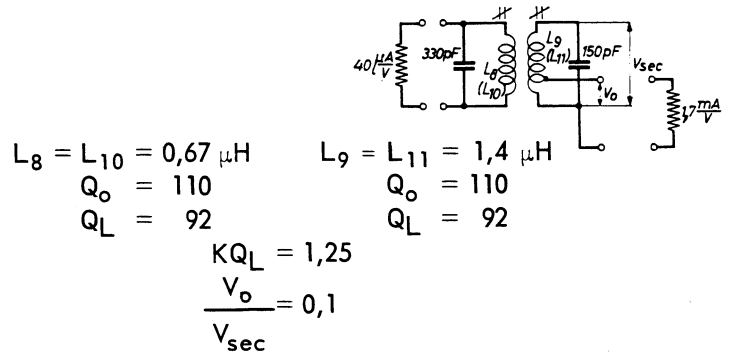 40 μA/V
330pF
L8
(L10)
L9
(L11)
150pF
Vsec
Vo
1,7 mA/V
L8 = L10 = 0,67 μH
L9 = L11 = 1,4 μH
Qo = 110
Qo = 110
QL = 92
QL = 92
KQL = 1,25
Vo
Vsec
= 0,1